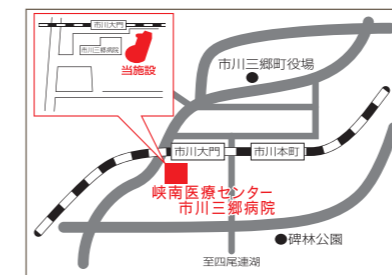 市川大門
市川三郷病院
当施設
市川三郷町役場
市川大門
市川本町
峡南医療センター
市川三郷病院
碑林公園
至四尾連湖